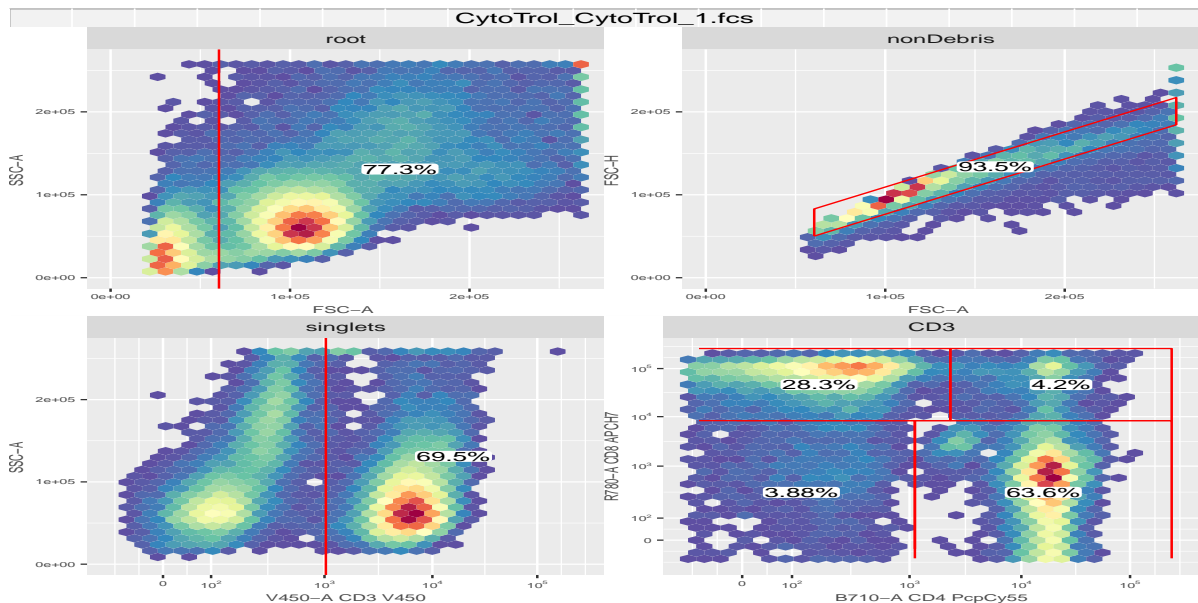 CytoTrol_CytoTrol_1.fcs
root
nonDebris
SSC-A
2e+05
1e+05
0e+00
77.3%
0e+00
1e+05
2e+05
FSC-A
FSC-H
2e+05
1e+05
0e+00
93.5%
0e+00
1e+05
2e+05
FSC-A
singlets
CD3
SSC-A
2e+05
1e+05
0e+00
69.5%
0
10²
10³
10⁴
10⁵
V450-A CD3 V450
R780-A CD8 APCH7
10⁵
10⁴
10³
10²
0
28.3%
4.2%
3.88%
63.6%
0
10²
10³
10⁴
10⁵
B710-A CD4 PcpCy55